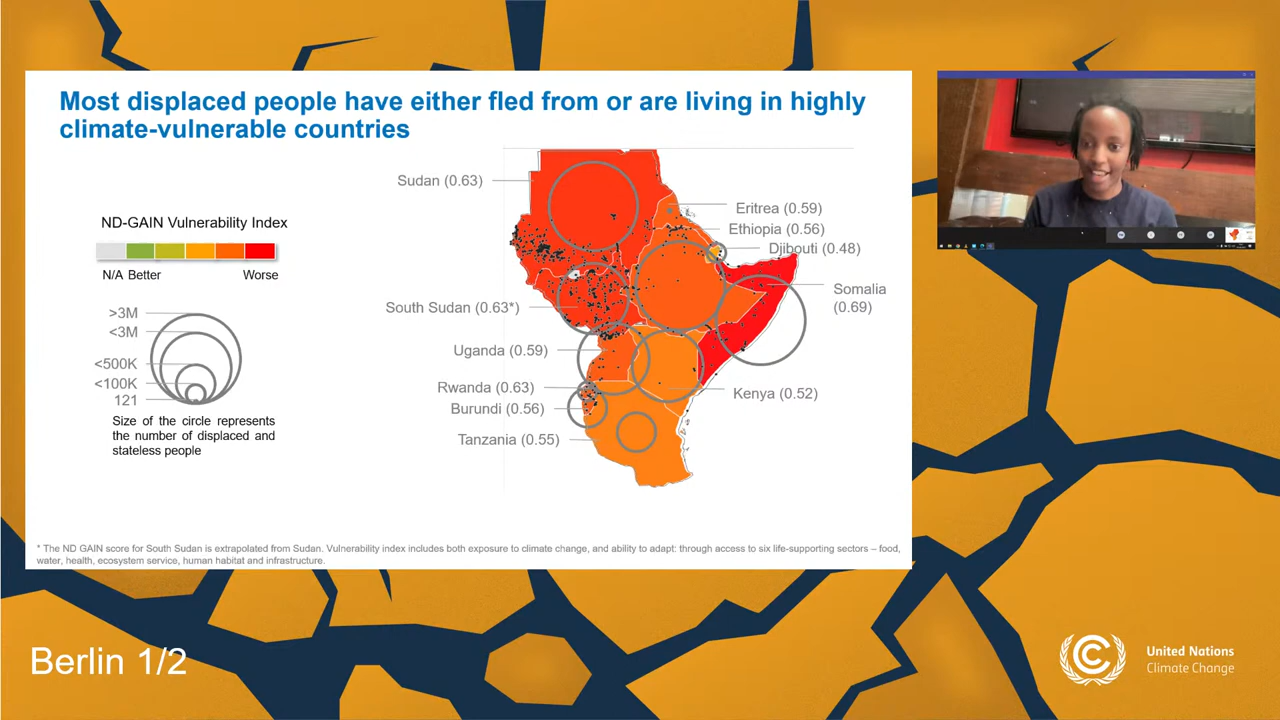 Most displaced people have either fled from or are living in highly
climate-vulnerable countries
ND-GAIN Vulnerability Index
N/A Better
Worse
>3M
<3M
<500K
<100K
121
Size of the circle represents
the number of displaced and
stateless people
Sudan (0.63)
Eritrea (0.59)
Ethiopia (0.56)
Djibouti (0.48)
Somalia
(0.69)
South Sudan (0.63*)
Uganda (0.59)
Rwanda (0.63)
Kenya (0.52)
Burundi (0.56)
Tanzania (0.55)
* The ND GAIN score for South Sudan is extrapolated from Sudan. Vulnerability index includes both exposure to climate change, and ability to adapt: through access to six life-supporting sectors – food,
water, health, ecosystem service, human habitat and infrastructure.
Berlin 1/2
United Nations
Climate Change